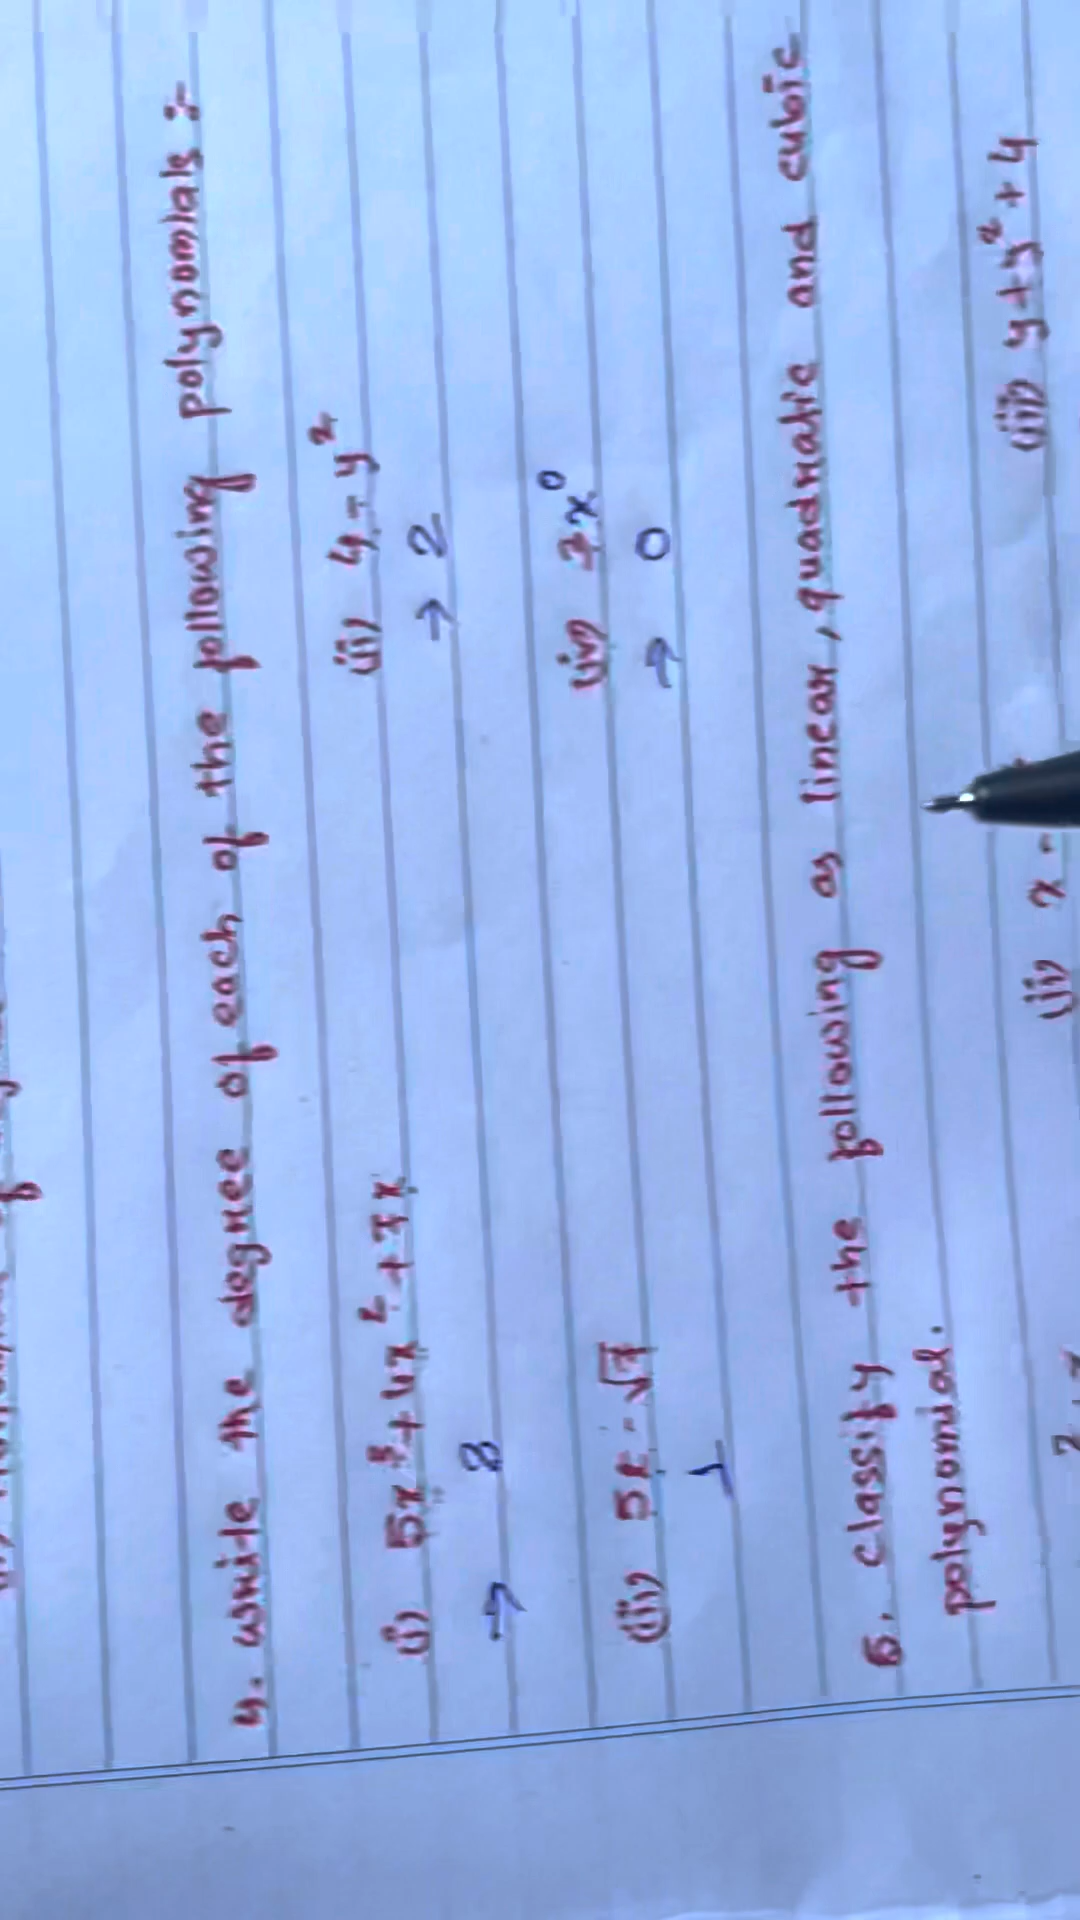 4. write the degree of each of the following polynomials :-
(i) 5x³ + 4x² + 7x (ii) 4 - y²
→ 3 → 2
(iii) 5t - √7 (iv) 3x⁰
1 → 0
5. classify the following as linear, quadratic and cubic
polynomial.
(ii) x - (iii) y + y² + 4